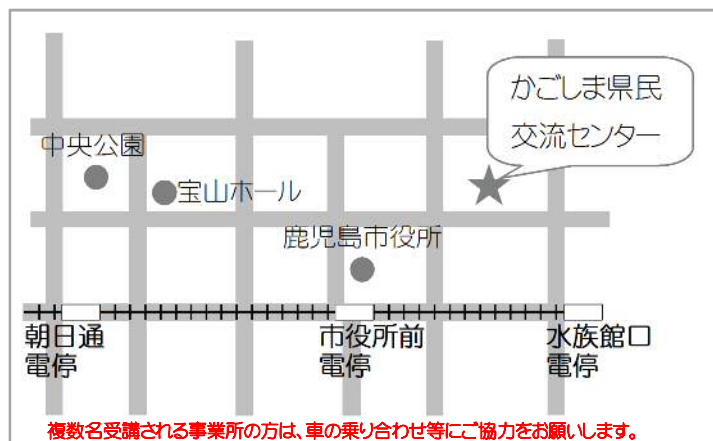 かごしま県民
交流センター
中央公園
宝山ホール
鹿児島市役所
朝日通
電停
市役所前
電停
水族館口
電停
複数名受講される事業所の方は、車の乗り合わせ等にご協力をお願いします。